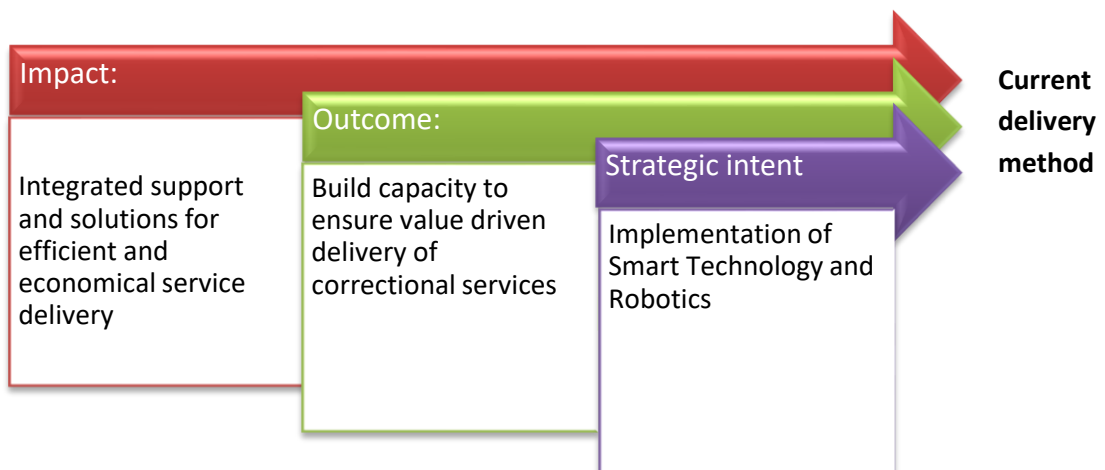 Impact:
Integrated support
and solutions for
efficient and
economical service
delivery
Outcome:
Build capacity to
ensure value driven
delivery of
correctional services
Strategic intent
Implementation of
Smart Technology and
Robotics
Current
delivery
method